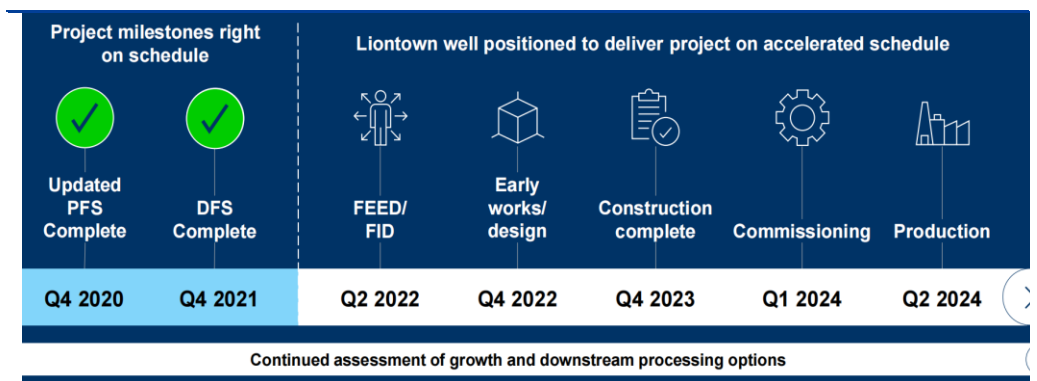 Project milestones right
on schedule
Liontown well positioned to deliver project on accelerated schedule
Updated
PFS
Complete
DFS
Complete
FEED/
FID
Early
works/
design
Construction
complete
Commissioning
Production
Q4 2020
Q4 2021
Q2 2022
Q4 2022
Q4 2023
Q1 2024
Q2 2024
Continued assessment of growth and downstream processing options